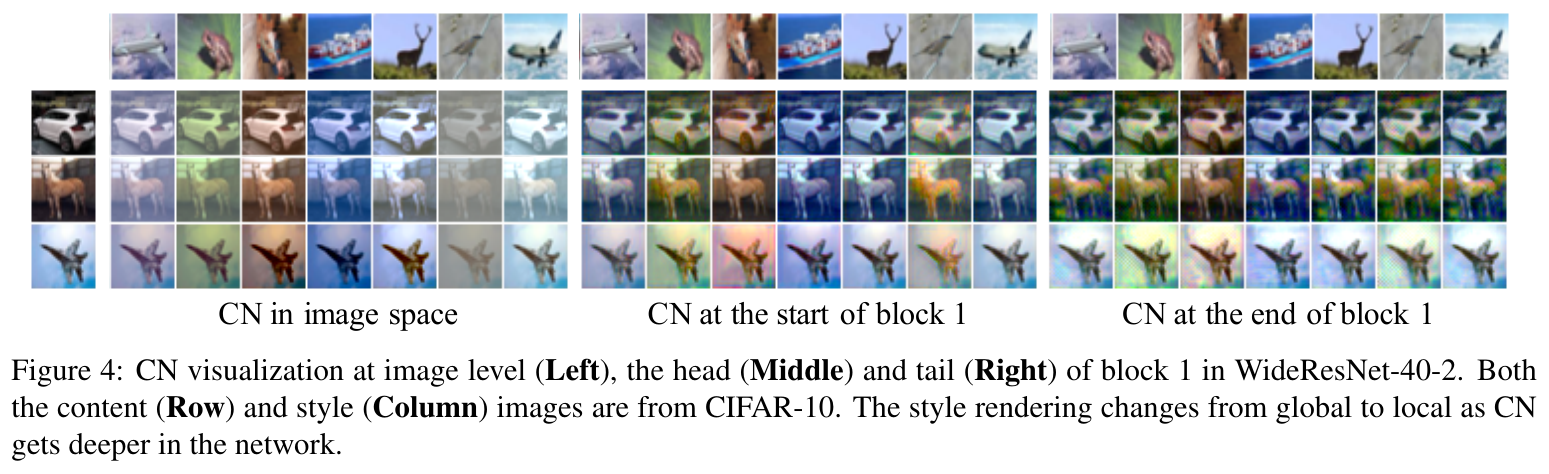 CN in image space
CN at the start of block 1
CN at the end of block 1
Figure 4: CN visualization at image level (Left), the head (Middle) and tail (Right) of block 1 in WideResNet-40-2. Both
the content (Row) and style (Column) images are from CIFAR-10. The style rendering changes from global to local as CN
gets deeper in the network.